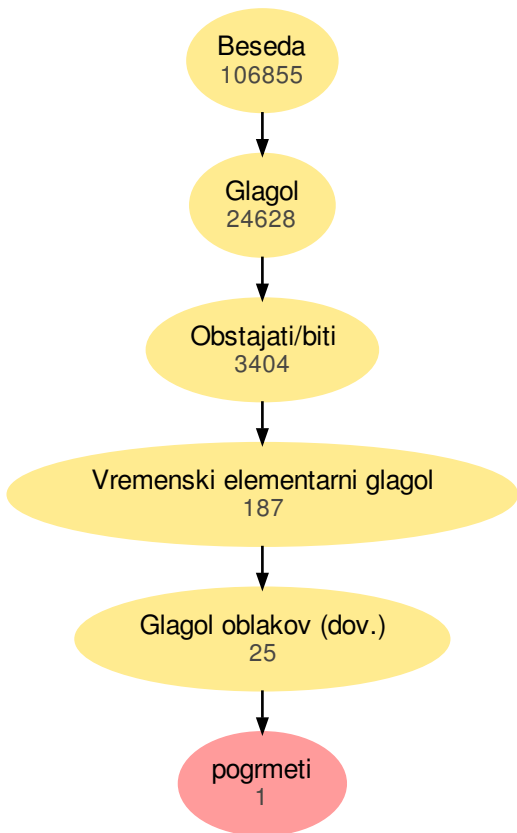 Beseda
106855
Glagol
24628
Obstajati/biti
3404
Vremenski elementarni glagol
187
Glagol oblakov (dov.)
25
pogrmeti
1